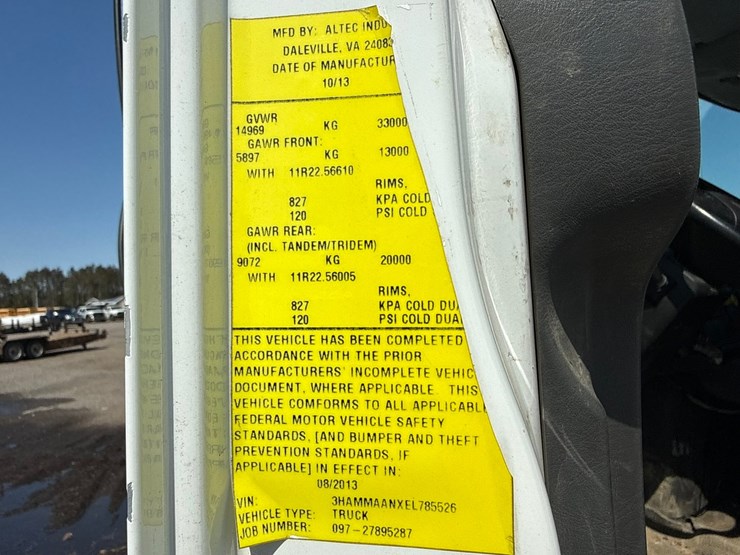 MFD BY: ALTEC INDU
DALEVILLE, VA 24083
DATE OF MANUFACTUR
10/13
GVWR
14969 KG 33000
GAWR FRONT:
5897 KG 13000
WITH 11R22.56610
RIMS,
827 KPA COLD
120 PSI COLD
GAWR REAR:
(INCL. TANDEM/TRIDEM)
9072 KG 20000
WITH 11R22.56005
RIMS,
827 KPA COLD DUA
120 PSI COLD DUA
THIS VEHICLE HAS BEEN COMPLETED
ACCORDANCE WITH THE PRIOR
MANUFACTURERS' INCOMPLETE VEHIC
DOCUMENT, WHERE APPLICABLE. THIS
VEHICLE COMFORMS TO ALL APPLICABL
FEDERAL MOTOR VEHICLE SAFETY
STANDARDS, [AND BUMPER AND THEFT
PREVENTION STANDARDS, IF
APPLICABLE] IN EFFECT IN:
08/2013
VIN: 3HAMMAANXEL785526
VEHICLE TYPE: TRUCK
JOB NUMBER: 097-27895287